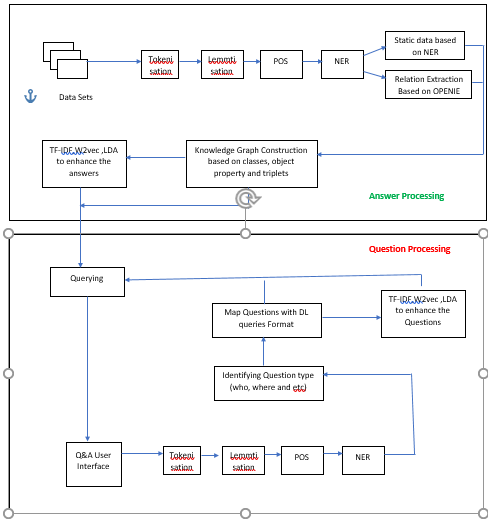 Static data based
on NER
Tokeni
sation
Lemmti
sation
POS
NER
Relation Extraction
Based on OPENIE
Data Sets
TF-IDF,W2vec ,LDA
to enhance the
answers
Knowledge Graph Construction
based on classes, object
property and triplets
Answer Processing
Question Processing
Querying
Map Questions with DL
queries Format
TF-IDF,W2vec ,LDA
to enhance the
Questions
Identifying Question type
(who, where and etc)
Q&A User
Interface
Tokeni
sation
Lemmti
sation
POS
NER